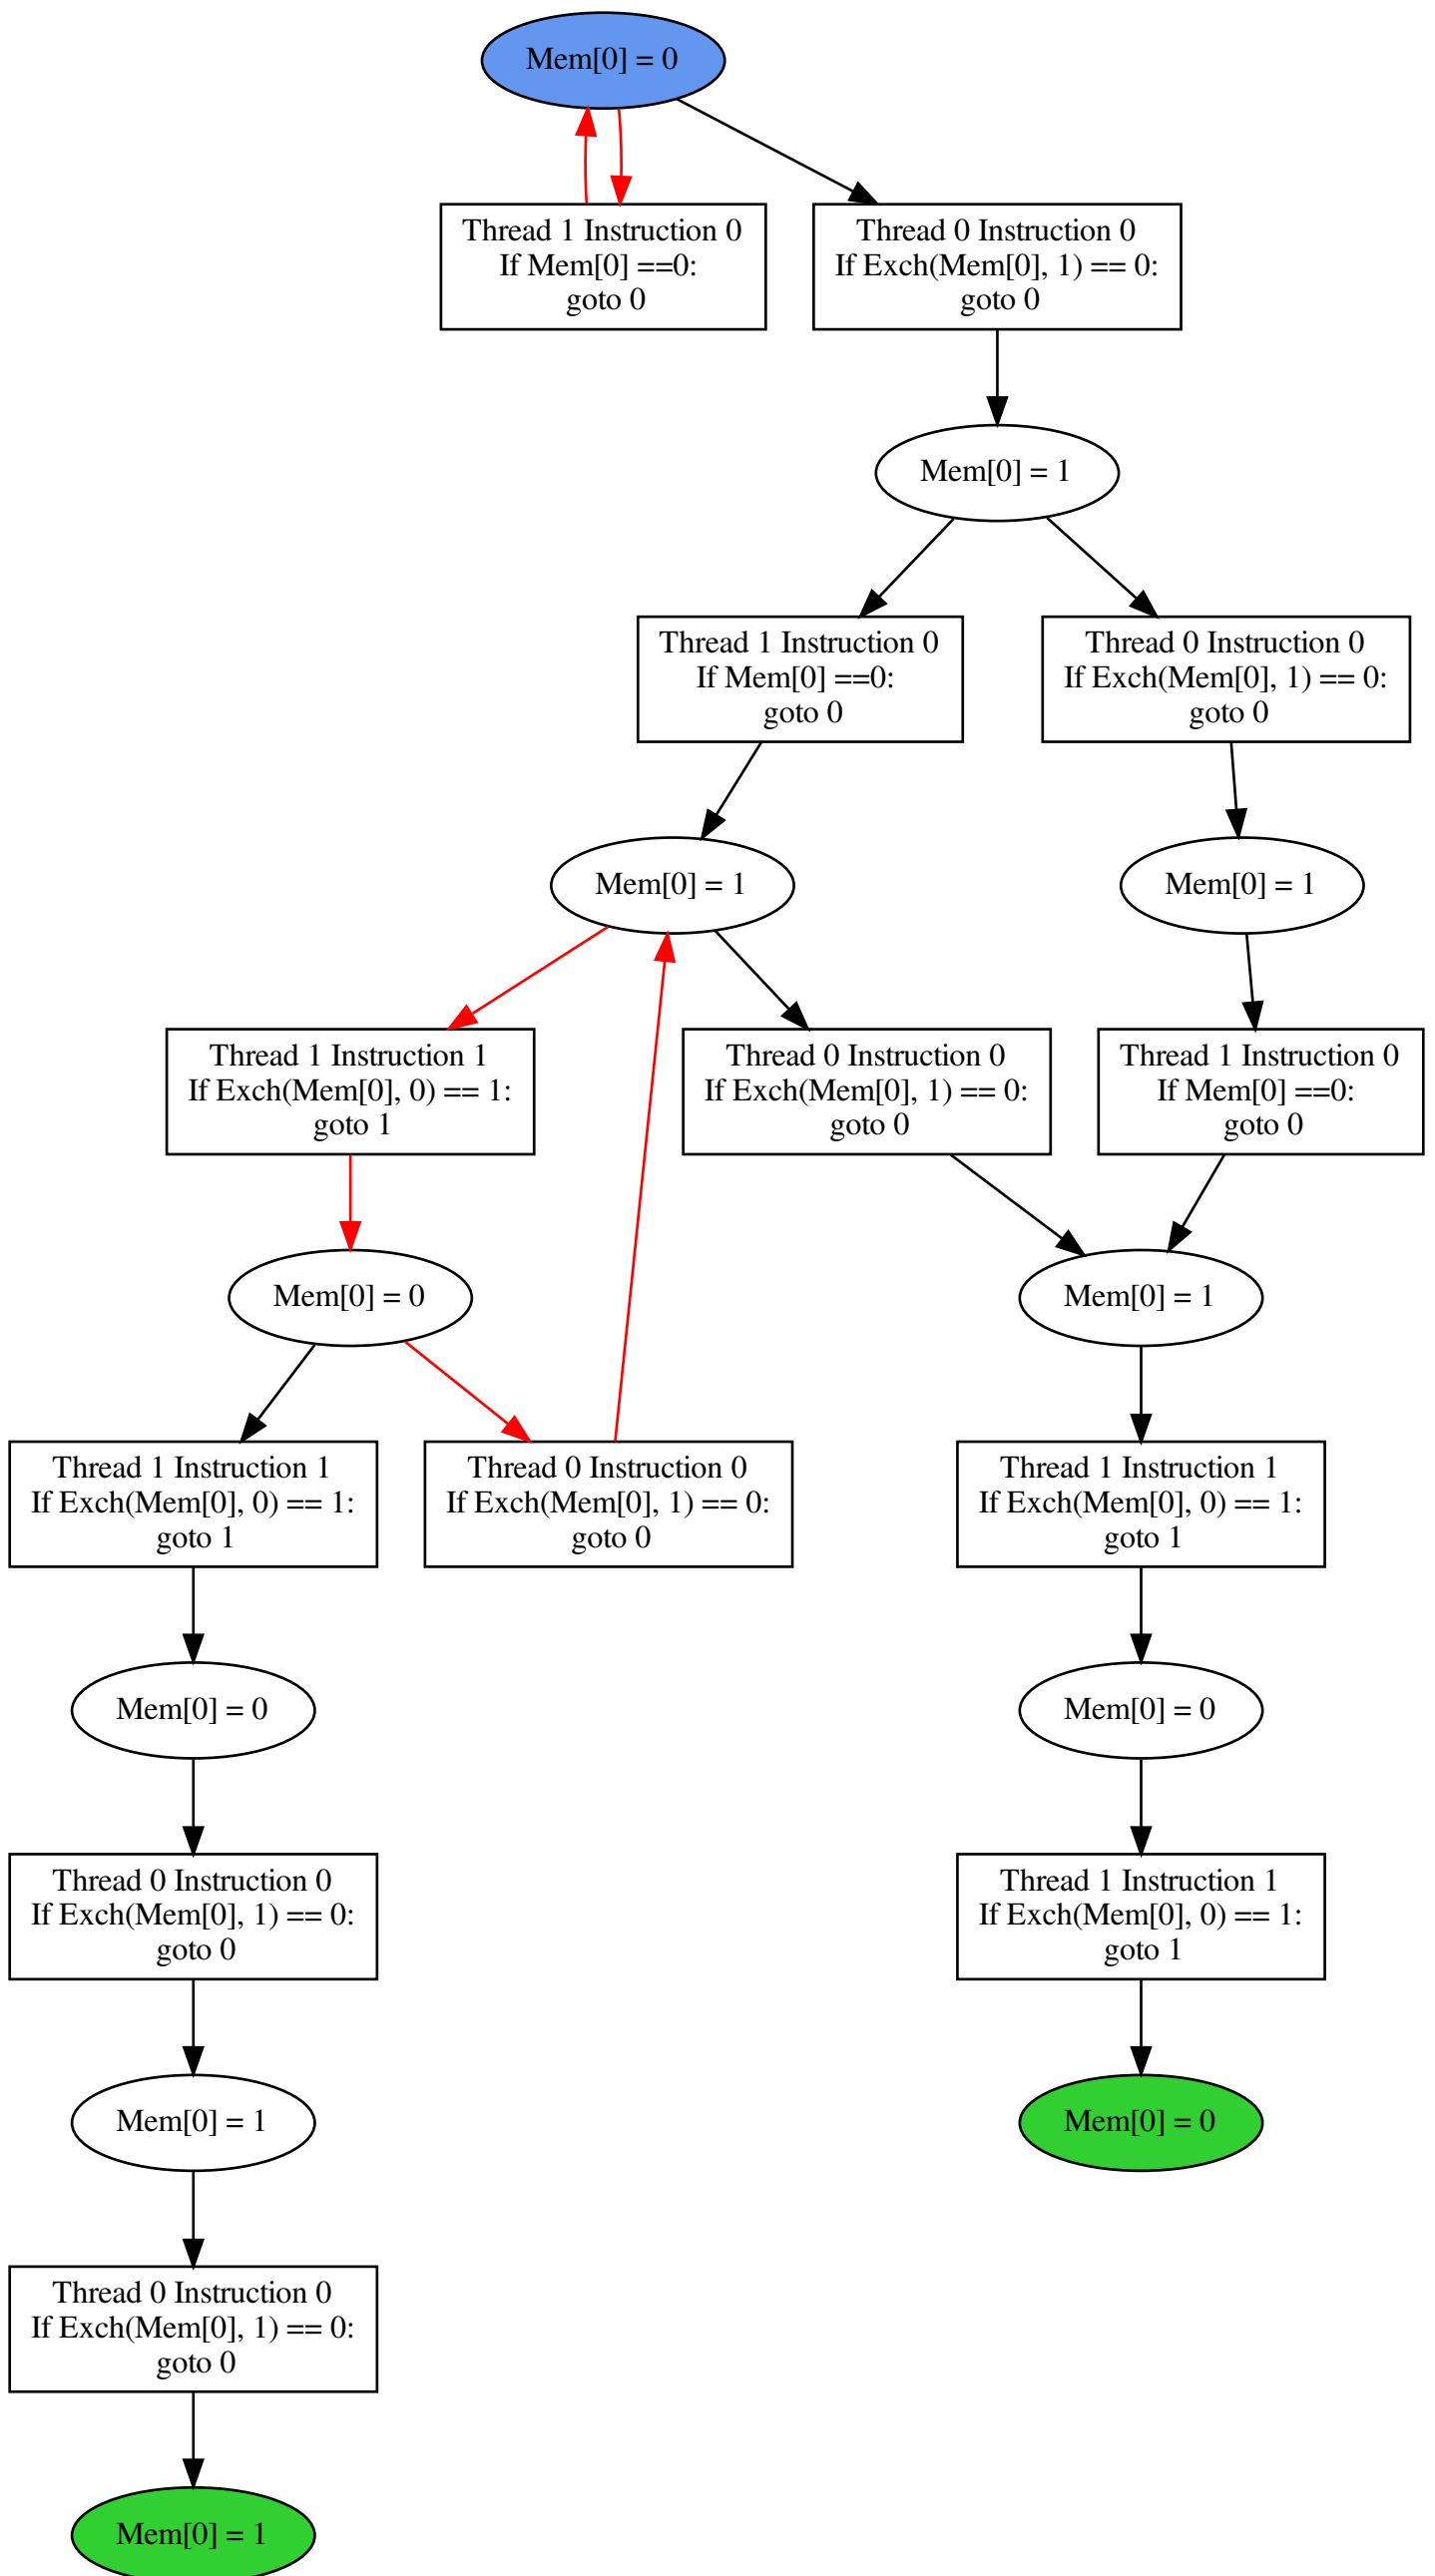 Mem[0] = 0
Thread 1 Instruction 0
If Mem[0] ==0:
goto 0
Thread 0 Instruction 0
If Exch(Mem[0], 1) == 0:
goto 0
Mem[0] = 1
Thread 1 Instruction 0
If Mem[0] ==0:
goto 0
Thread 0 Instruction 0
If Exch(Mem[0], 1) == 0:
goto 0
Mem[0] = 1
Mem[0] = 1
Thread 1 Instruction 1
If Exch(Mem[0], 0) == 1:
goto 1
Thread 0 Instruction 0
If Exch(Mem[0], 1) == 0:
goto 0
Thread 1 Instruction 0
If Mem[0] ==0:
goto 0
Mem[0] = 0
Mem[0] = 1
Thread 1 Instruction 1
If Exch(Mem[0], 0) == 1:
goto 1
Thread 0 Instruction 0
If Exch(Mem[0], 1) == 0:
goto 0
Thread 1 Instruction 1
If Exch(Mem[0], 0) == 1:
goto 1
Mem[0] = 0
Mem[0] = 0
Thread 0 Instruction 0
If Exch(Mem[0], 1) == 0:
goto 0
Thread 1 Instruction 1
If Exch(Mem[0], 0) == 1:
goto 1
Mem[0] = 1
Mem[0] = 0
Thread 0 Instruction 0
If Exch(Mem[0], 1) == 0:
goto 0
Mem[0] = 1